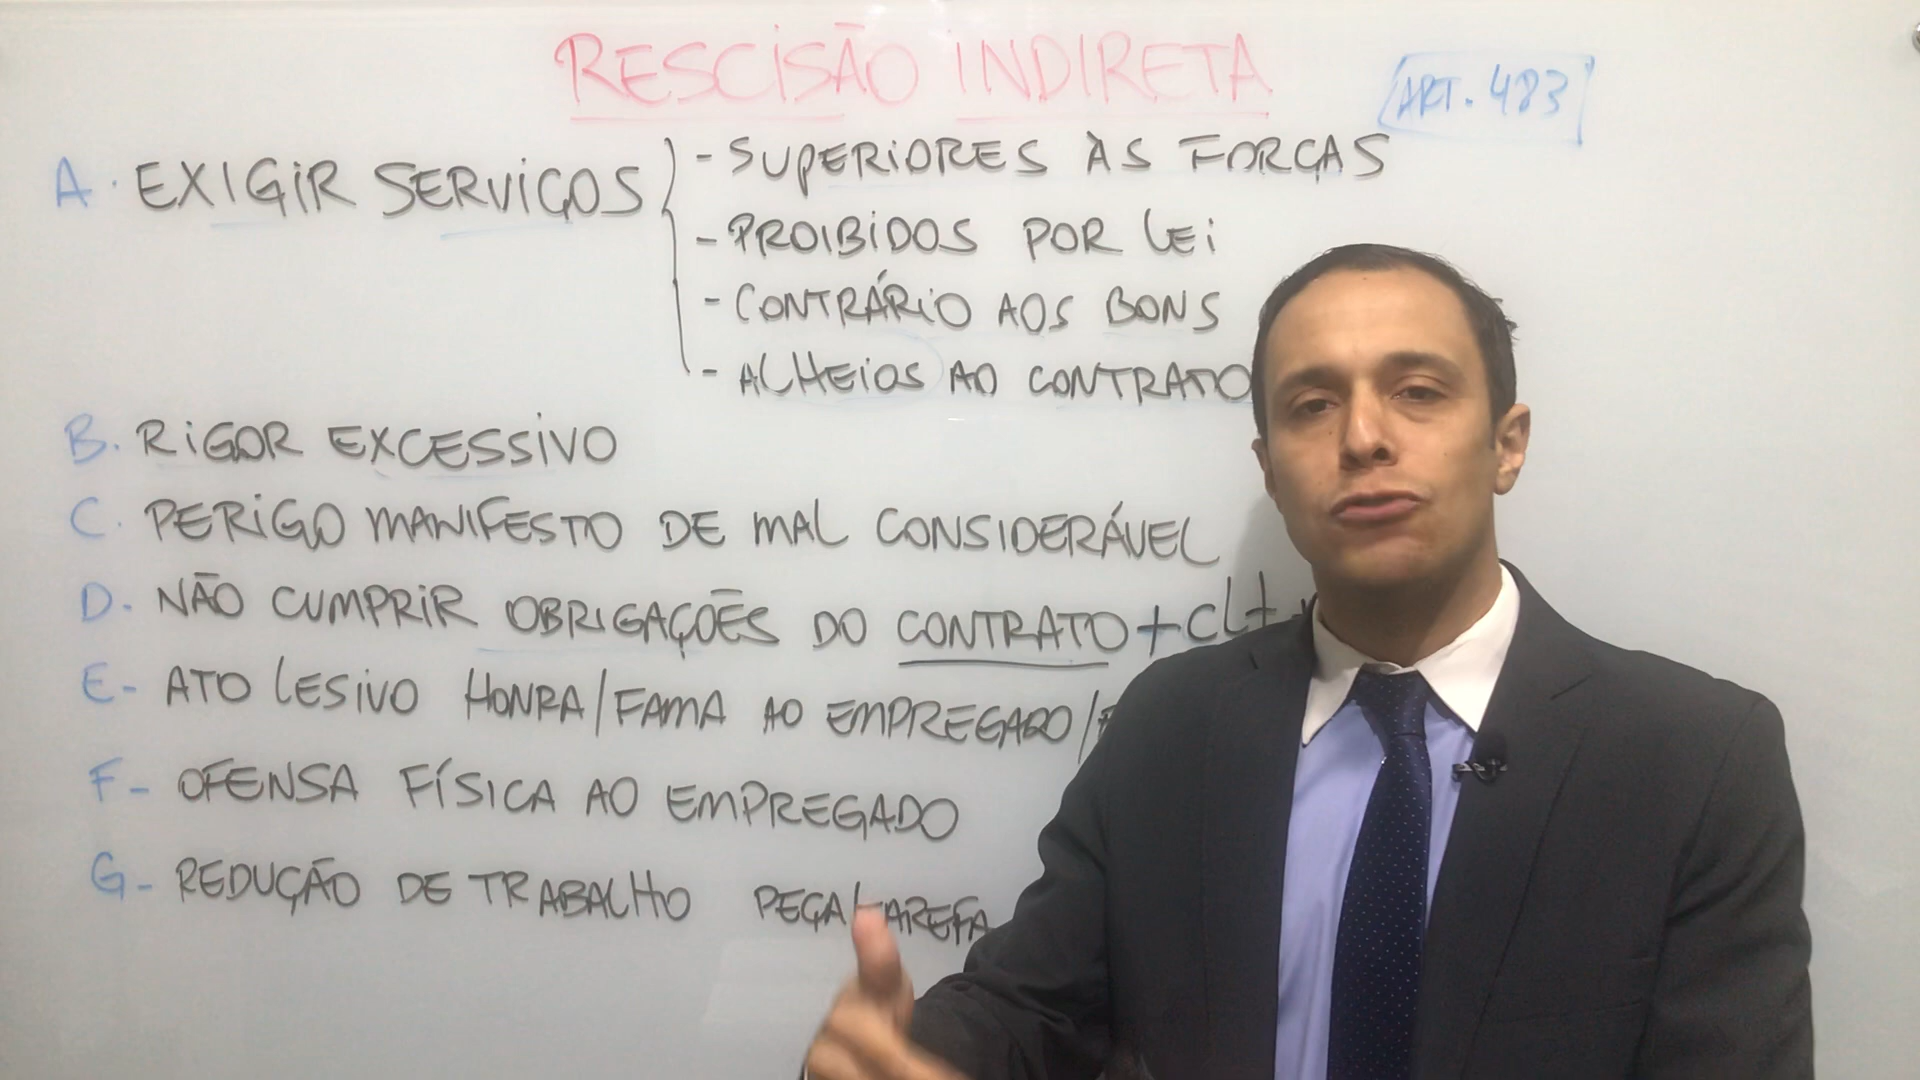 RESCISÃO INDIRETA
ART. 483
A. EXIGIR SERVIÇOS
- SUPERIORES ÀS FORÇAS
- PROIBIDOS POR LEI
- CONTRÁRIO AOS BONS
- ALHEIOS AO CONTRATO
B. RIGOR EXCESSIVO
C. PERIGO MANIFESTO DE MAL CONSIDERÁVEL
D. NÃO CUMPRIR OBRIGAÇÕES DO CONTRATO + CLT
E- ATO LESIVO HONRA/FAMA AO EMPREGADO/
F- OFENSA FÍSICA AO EMPREGADO
G- REDUÇÃO DE TRABALHO PEÇA/TAREFA